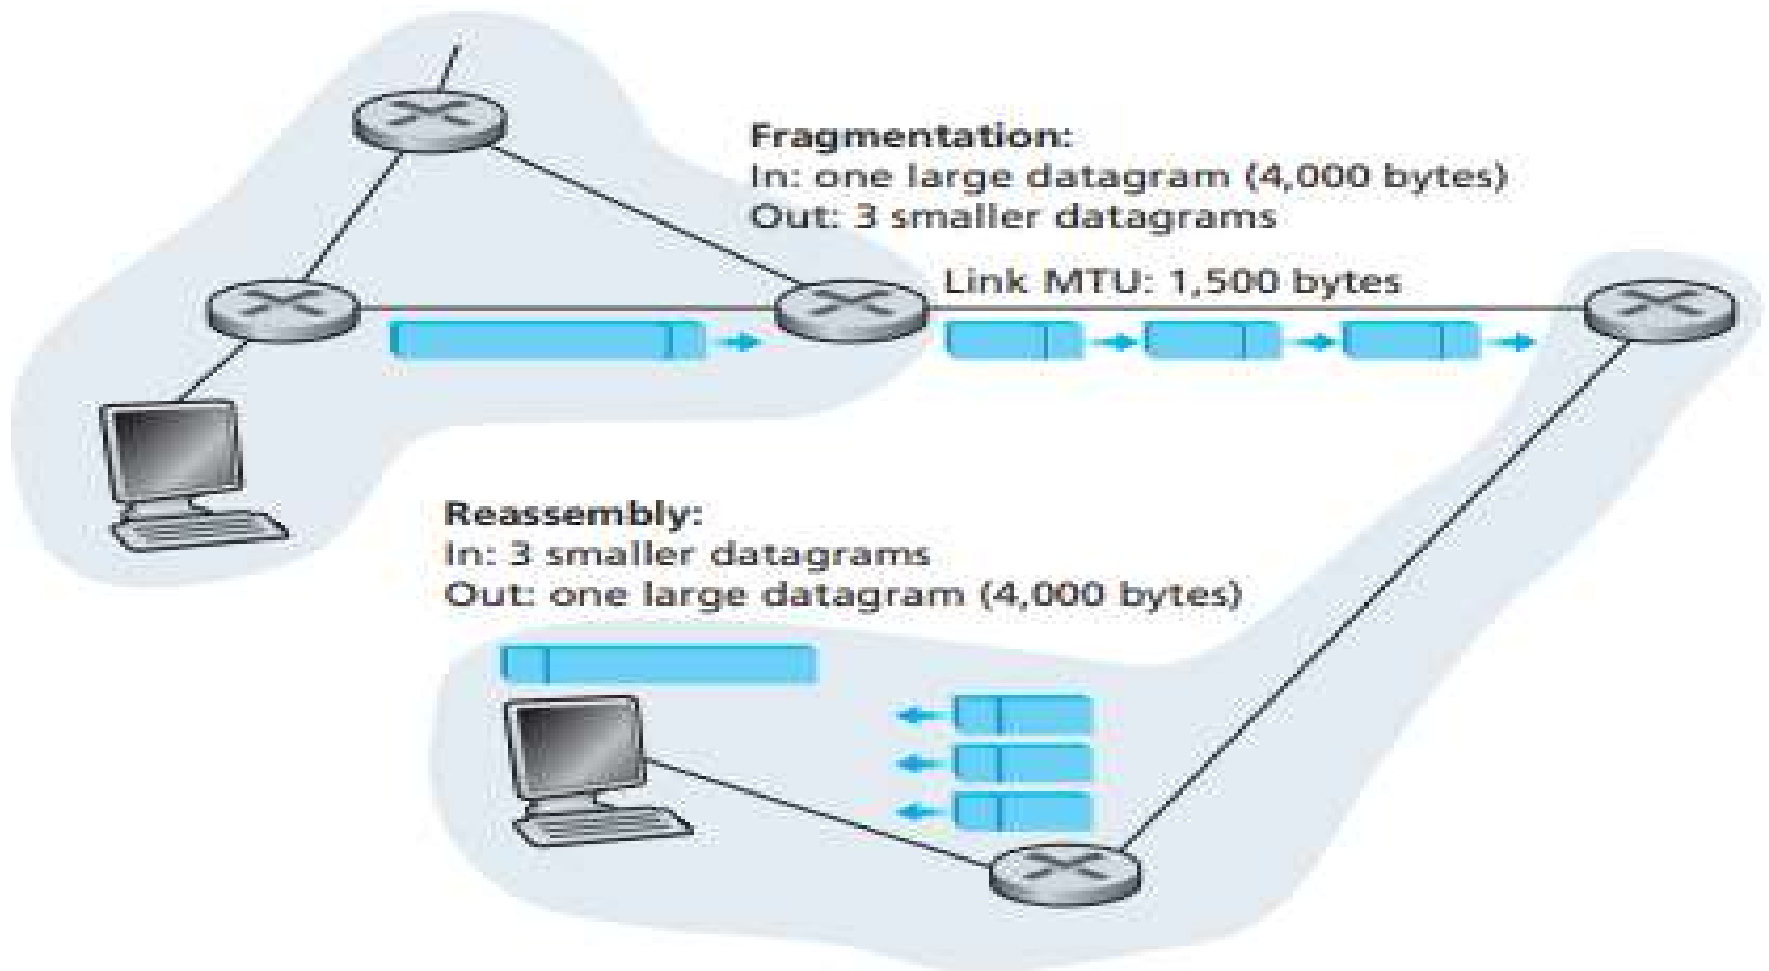 Fragmentation:
In: one large datagram (4,000 bytes)
Out: 3 smaller datagrams
Link MTU: 1,500 bytes
Reassembly:
In: 3 smaller datagrams
Out: one large datagram (4,000 bytes)